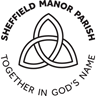 SHEFFIELD MANOR PARISH
TOGETHER IN GOD'S NAME